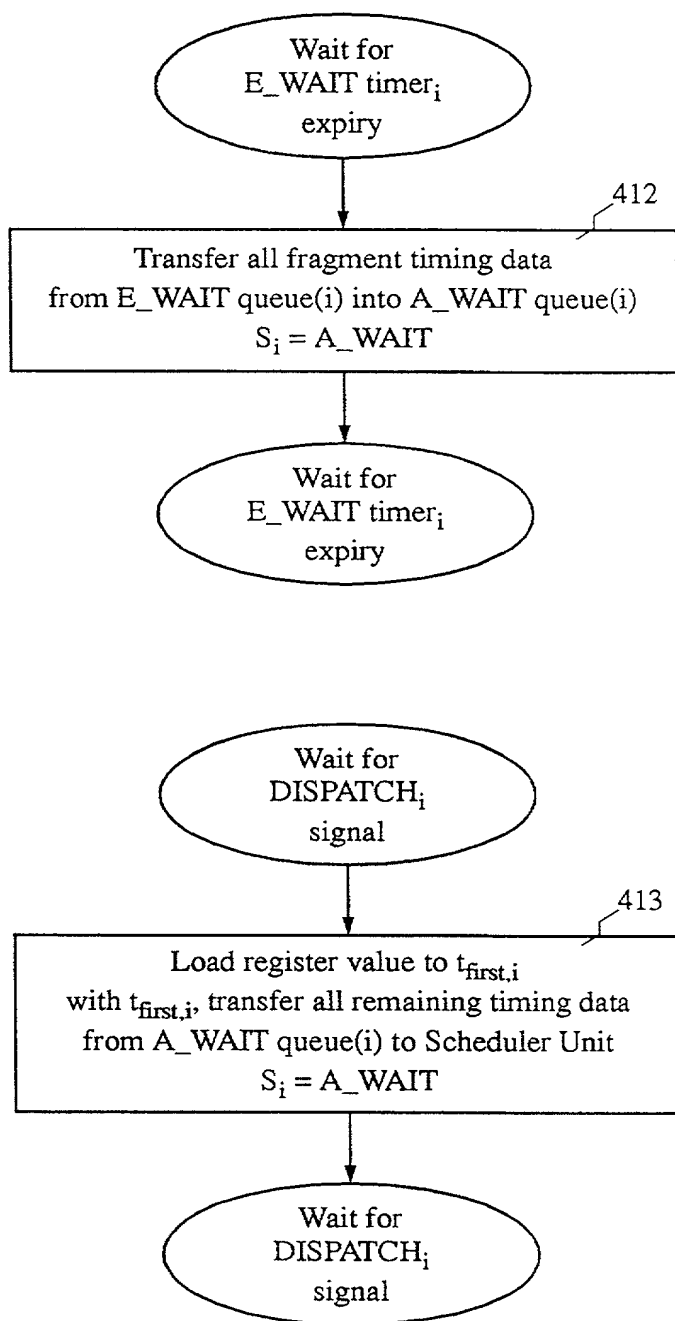 Wait for
E_WAIT timerᵢ
expiry
412
Transfer all fragment timing data
from E_WAIT queue(i) into A_WAIT queue(i)
Sᵢ = A_WAIT
Wait for
E_WAIT timerᵢ
expiry
Wait for
DISPATCHᵢ
signal
413
Load register value to t_first,i
with t_first,i, transfer all remaining timing data
from A_WAIT queue(i) to Scheduler Unit
Sᵢ = A_WAIT
Wait for
DISPATCHᵢ
signal